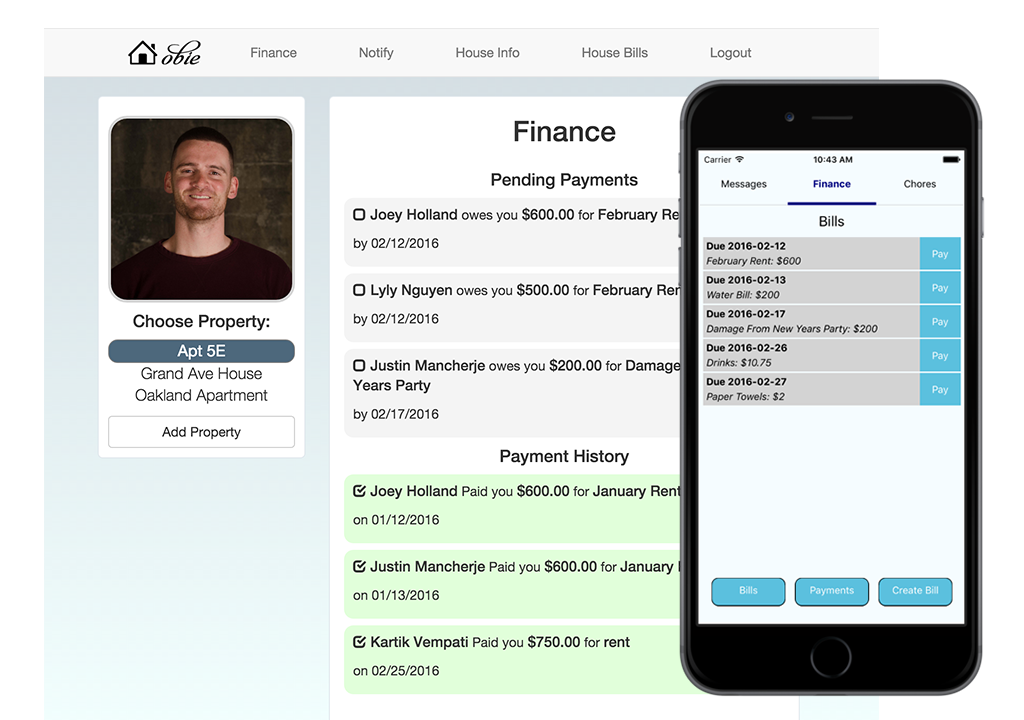 obie
Finance
Notify
House Info
House Bills
Logout
Choose Property:
Apt 5E
Grand Ave House
Oakland Apartment
Add Property
Finance
Pending Payments
Joey Holland owes you $600.00 for February
by 02/12/2016
Lyly Nguyen owes you $500.00 for February
by 02/12/2016
Justin Mancherje owes you $200.00 for Damage
Years Party
by 02/17/2016
Payment History
Joey Holland Paid you $600.00 for January Rent
on 01/12/2016
Justin Mancherje Paid you $600.00 for January
on 01/13/2016
Kartik Vempati Paid you $750.00 for rent
on 02/25/2016
Carrier
10:43 AM
Messages
Finance
Chores
Bills
Due 2016-02-12
February Rent: $600
Pay
Due 2016-02-13
Water Bill: $200
Pay
Due 2016-02-17
Damage From New Years Party: $200
Pay
Due 2016-02-26
Drinks: $10.75
Pay
Due 2016-02-27
Paper Towels: $2
Pay
Bills
Payments
Create Bill